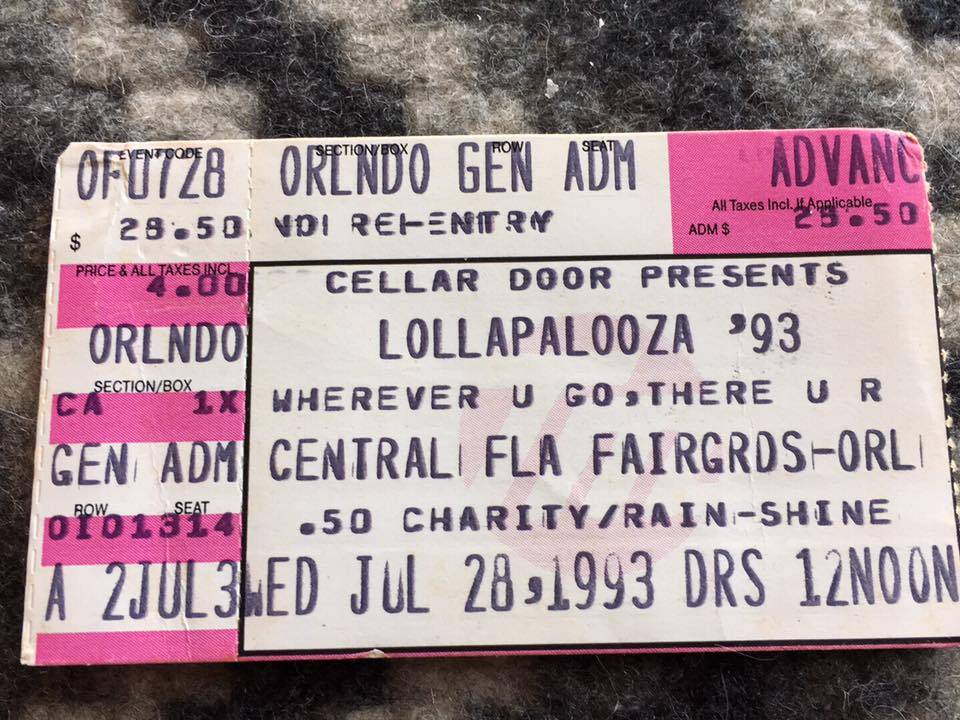 EVENT CODE SECTION/BOX ROW SEAT
OF0728 ORLNDO GEN ADM ADVANC
All Taxes Incl. If Applicable
$ 28.50 NO RE-ENTRY ADM $ 28.50
PRICE & ALL TAXES INCL
4.00 CELLAR DOOR PRESENTS
ORLNDO LOLLAPALOOZA '93
SECTION/BOX
CA 1X WHEREVER U GO,THERE U R
GEN ADM CENTRAL FLA FAIRGRDS-ORL
ROW SEAT
0101314 .50 CHARITY/RAIN-SHINE
A 2JUL3 WED JUL 28,1993 DRS 12NOON